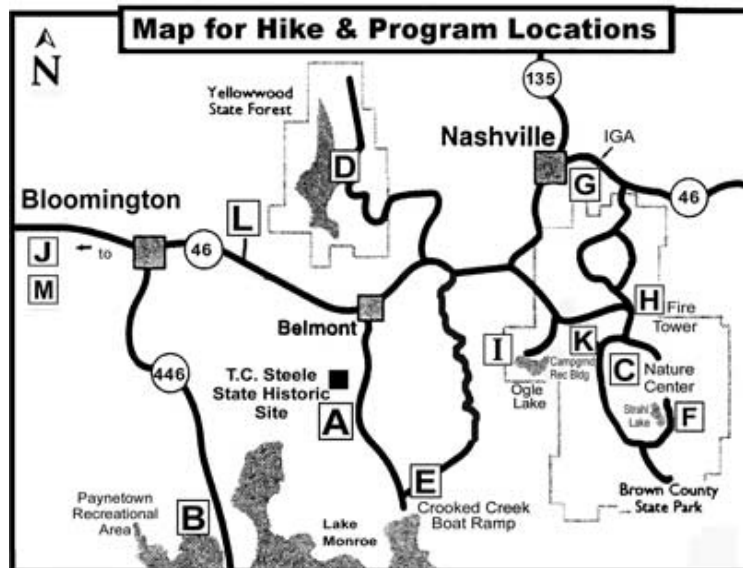 Map for Hike & Program Locations
N
Yellowwood
State Forest
135
Nashville
IGA
D
G
46
Bloomington
L
J
to
46
M
Belmont
H
Fire
Tower
I
K
Campgrnd
Rec Bldg
C
Nature
Center
446
T.C. Steele
State Historic
Site
Ogle
Lake
A
Strahl
Lake
F
E
Brown County
State Park
Paynetown
Recreational
Area
B
Crooked Creek
Boat Ramp
Lake
Monroe